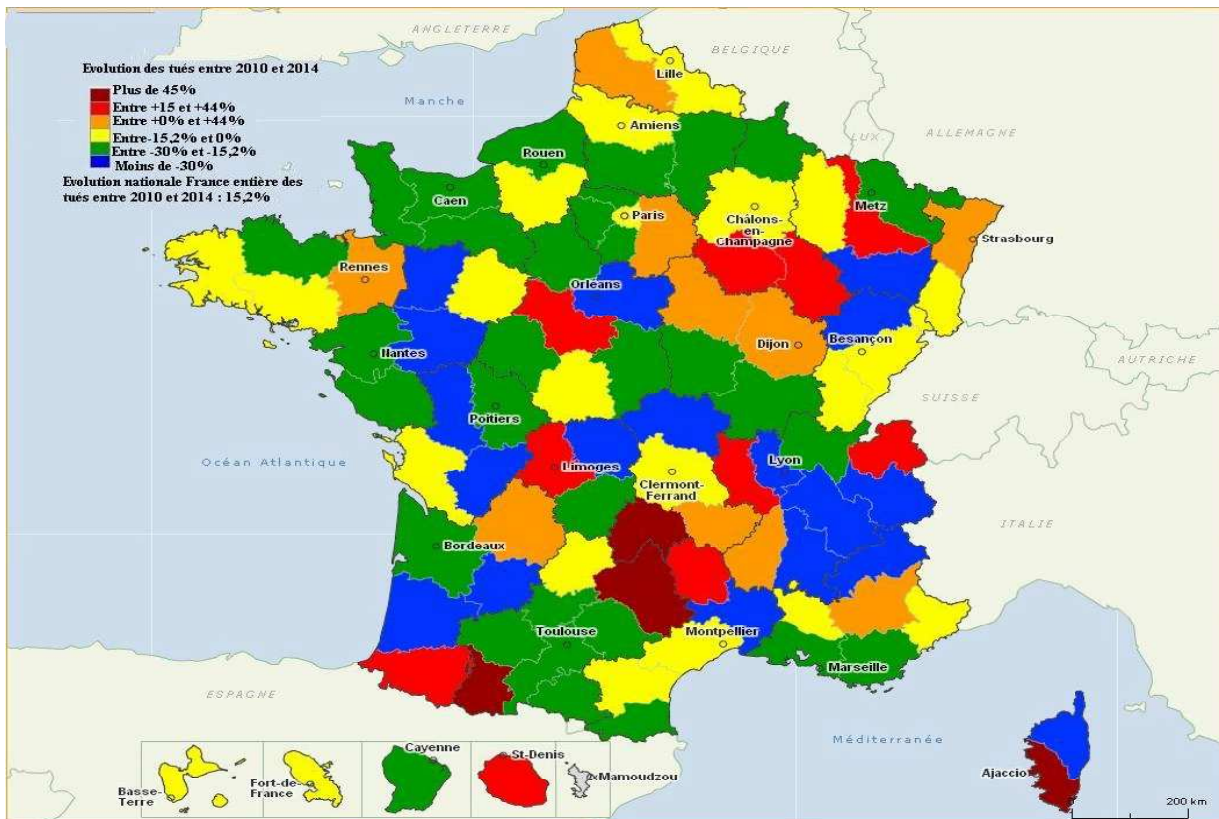 ANGLETERRE
BELGIQUE
Evolution des tués entre 2010 et 2014
Plus de 45%
Entre +15 et +44%
Entre +0% et +44%
Entre-15,2% et 0%
Entre -30% et -15,2%
Moins de -30%
Evolution nationale France entière des
tués entre 2010 et 2014 : 15,2%
Manche
Lille
Amiens
LUX.
ALLEMAGNE
Rouen
Caen
Paris
Châlons-
en-
Champagne
Metz
Strasbourg
Rennes
Orléans
Nantes
Dijon
Besançon
AUTRICHE
SUISSE
Poitiers
Océan Atlantique
Limoges
Clermont-
Ferrand
Lyon
ITALIE
Bordeaux
Toulouse
Montpellier
Marseille
ESPAGNE
Méditerranée
Ajaccio
Basse-
Terre
Fort-de-
France
Cayenne
St-Denis
Mamoudzou
200 km